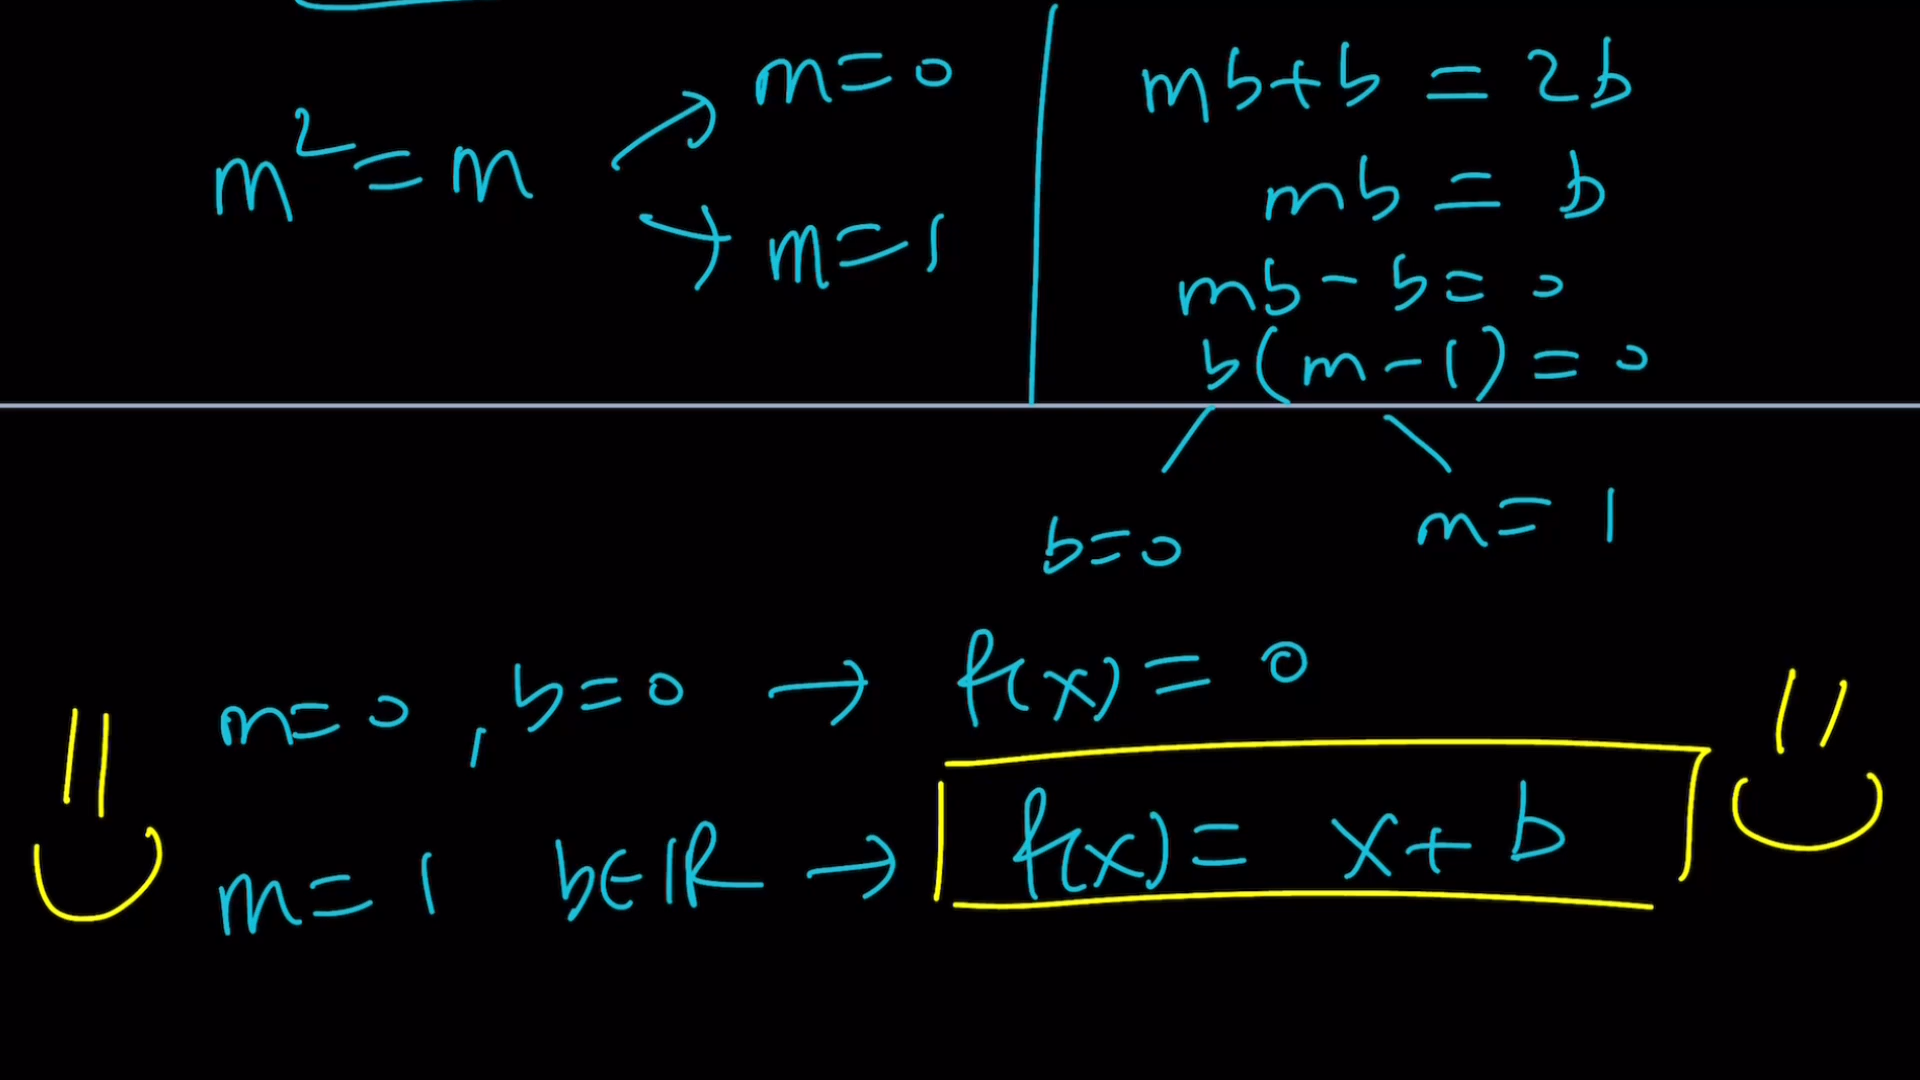 m² = m
m = 0
m = 1
mb + b = 2b
mb = b
mb - b = 0
b(m - 1) = 0
b = 0
m = 1
m = 0, b = 0 → f(x) = 0
m = 1 b∈ℝ → f(x) = x + b